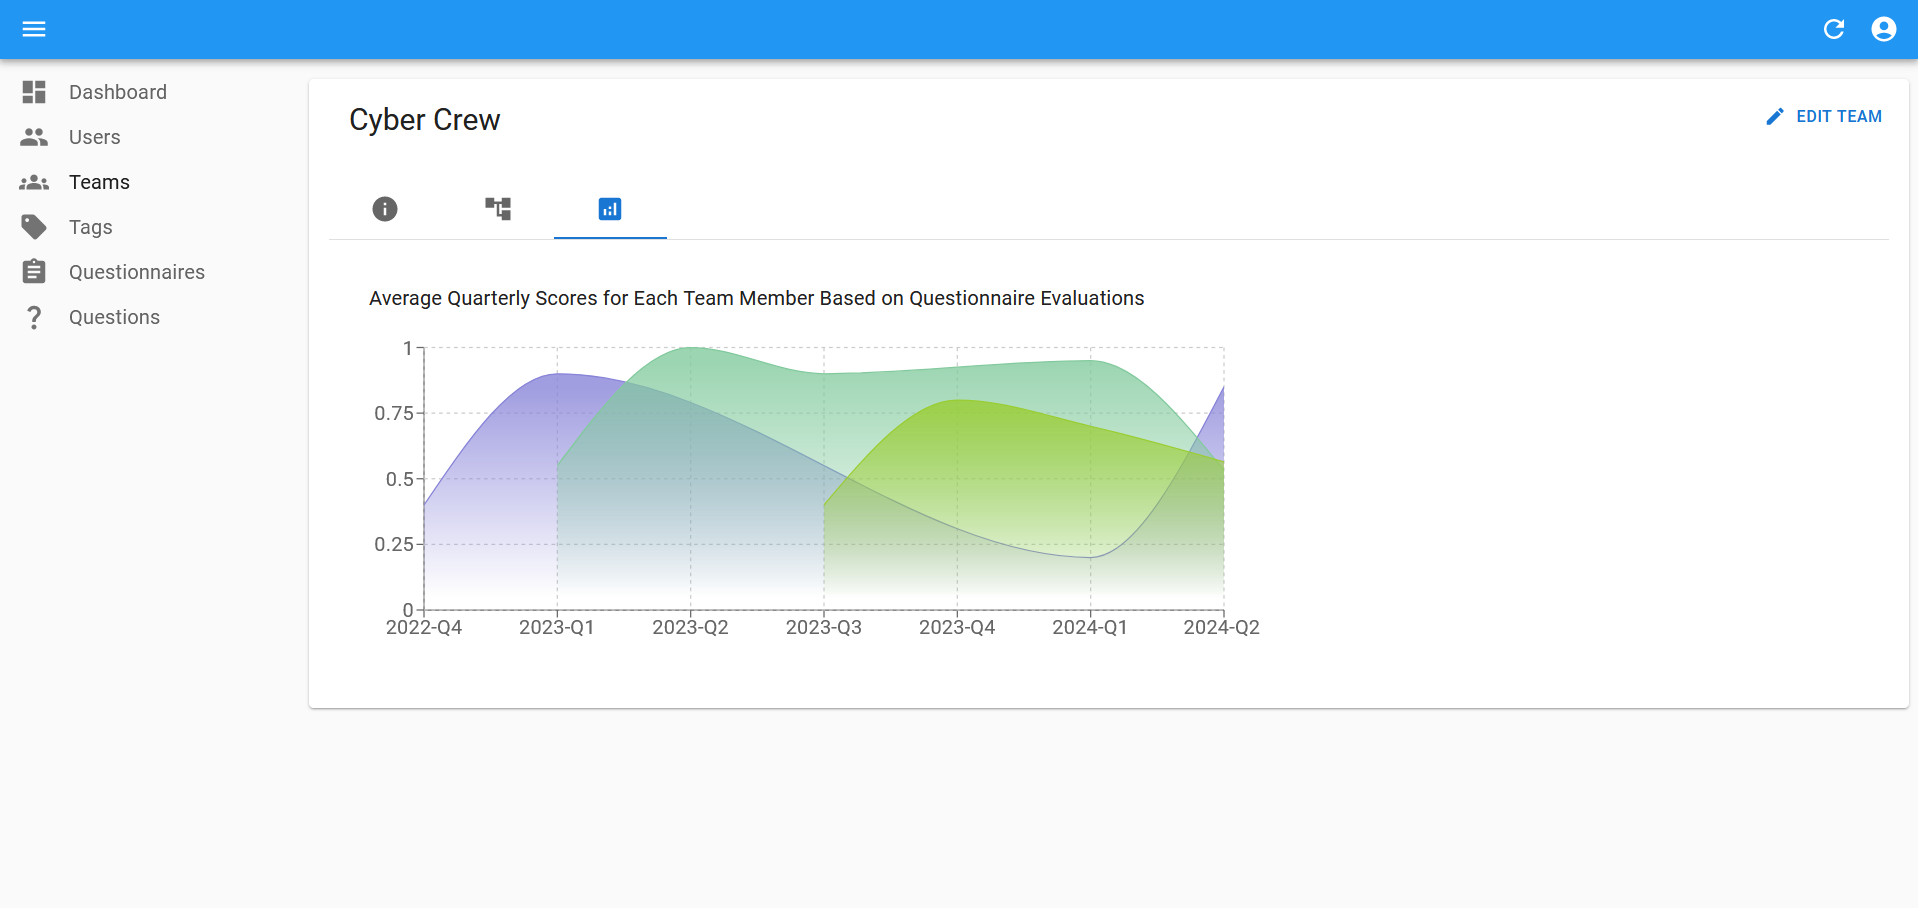 Dashboard
Users
Teams
Tags
Questionnaires
Questions
Cyber Crew
EDIT TEAM
Average Quarterly Scores for Each Team Member Based on Questionnaire Evaluations
1
0.75
0.5
0.25
0
2022-Q4 2023-Q1 2023-Q2 2023-Q3 2023-Q4 2024-Q1 2024-Q2